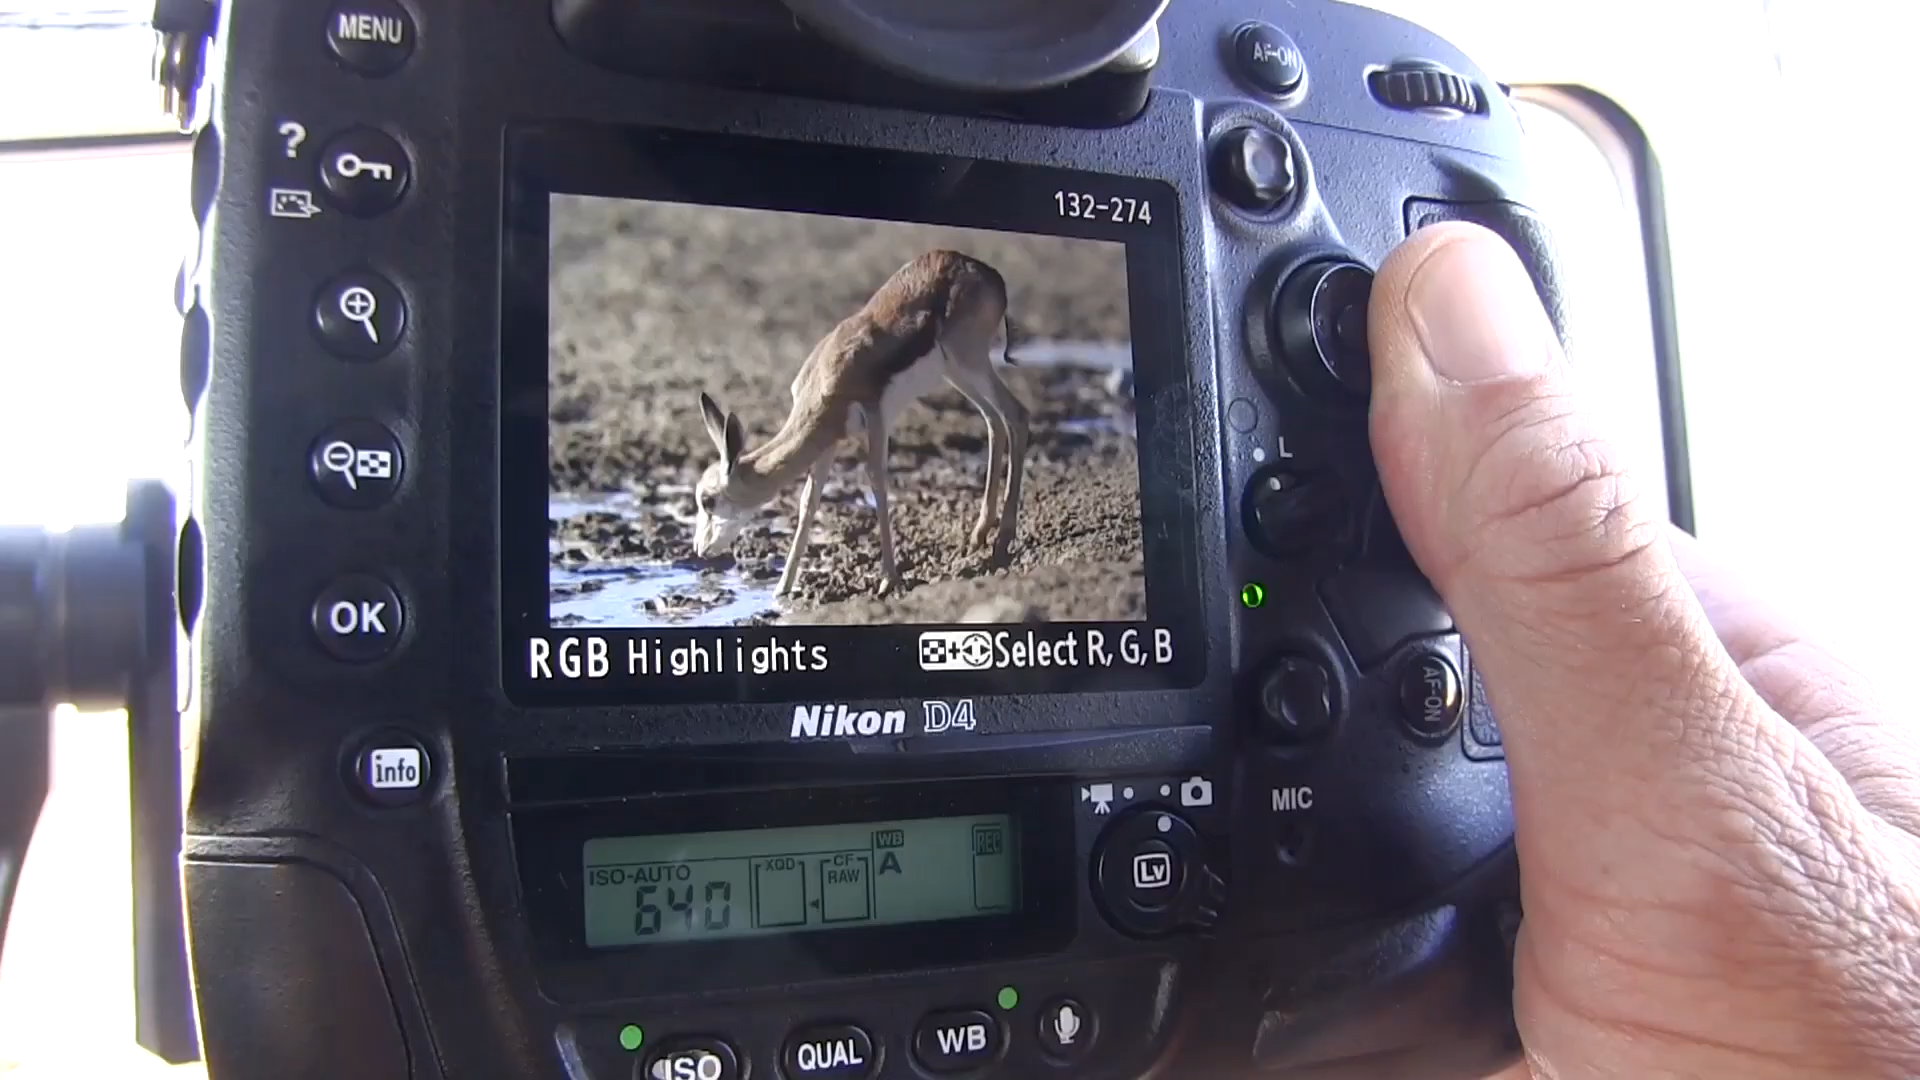 MENU
AF-ON
?
132-274
L
RGB Highlights
Select R, G, B
OK
Nikon D4
AF-ON
info
MIC
ISO-AUTO
640
XQD
CF
RAW
WB
A
REC
Lv
ISO
QUAL
WB